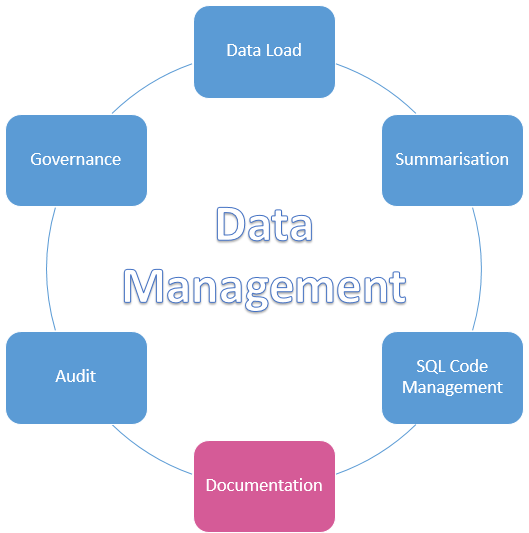 Data Load
Governance
Summarisation
Data
Management
Audit
SQL Code
Management
Documentation